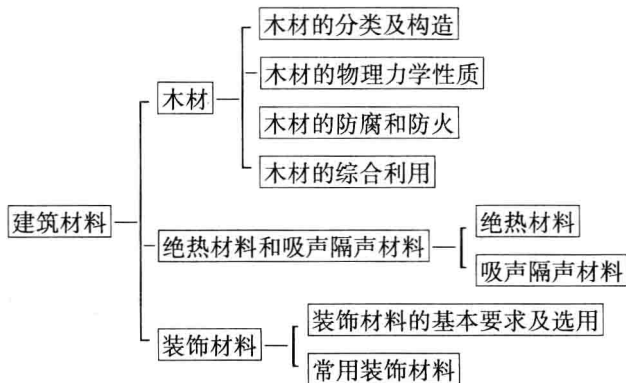 木材的分类及构造
木材
木材的物理力学性质
木材的防腐和防火
木材的综合利用
建筑材料
绝热材料和吸声隔声材料
绝热材料
吸声隔声材料
装饰材料
装饰材料的基本要求及选用
常用装饰材料